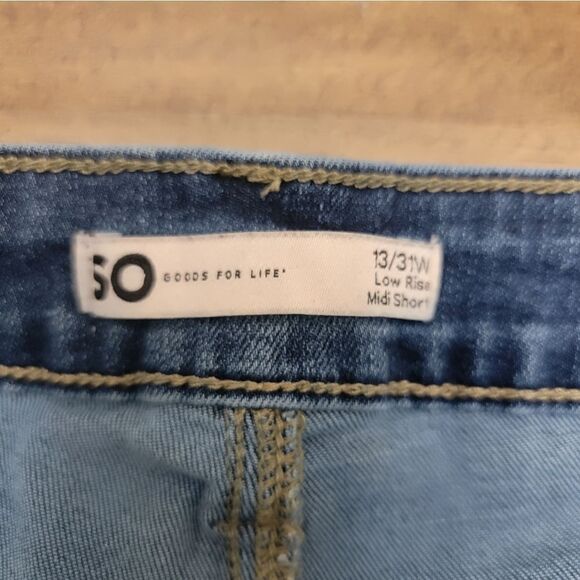 SO
GOODS FOR LIFE®
13/31W
Low Rise
Midi Short